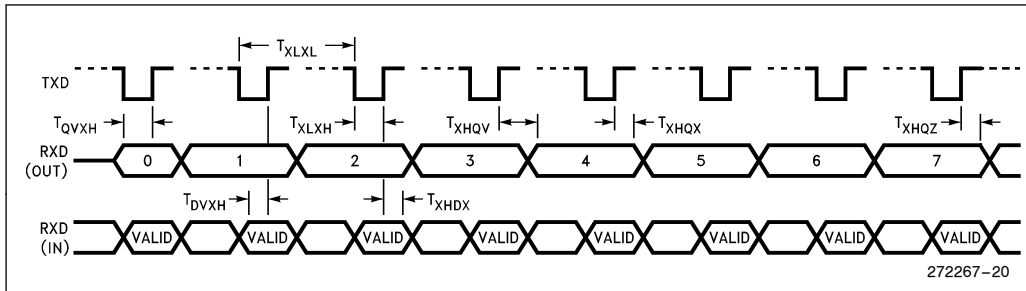 T_XLXL
TXD
T_QVXH T_XLXH T_XHQV T_XHQX T_XHQZ
RXD
(OUT)
0 1 2 3 4 5 6 7
T_DVXH T_XHDX
RXD
(IN)
VALID VALID VALID VALID VALID VALID VALID VALID
272267–20